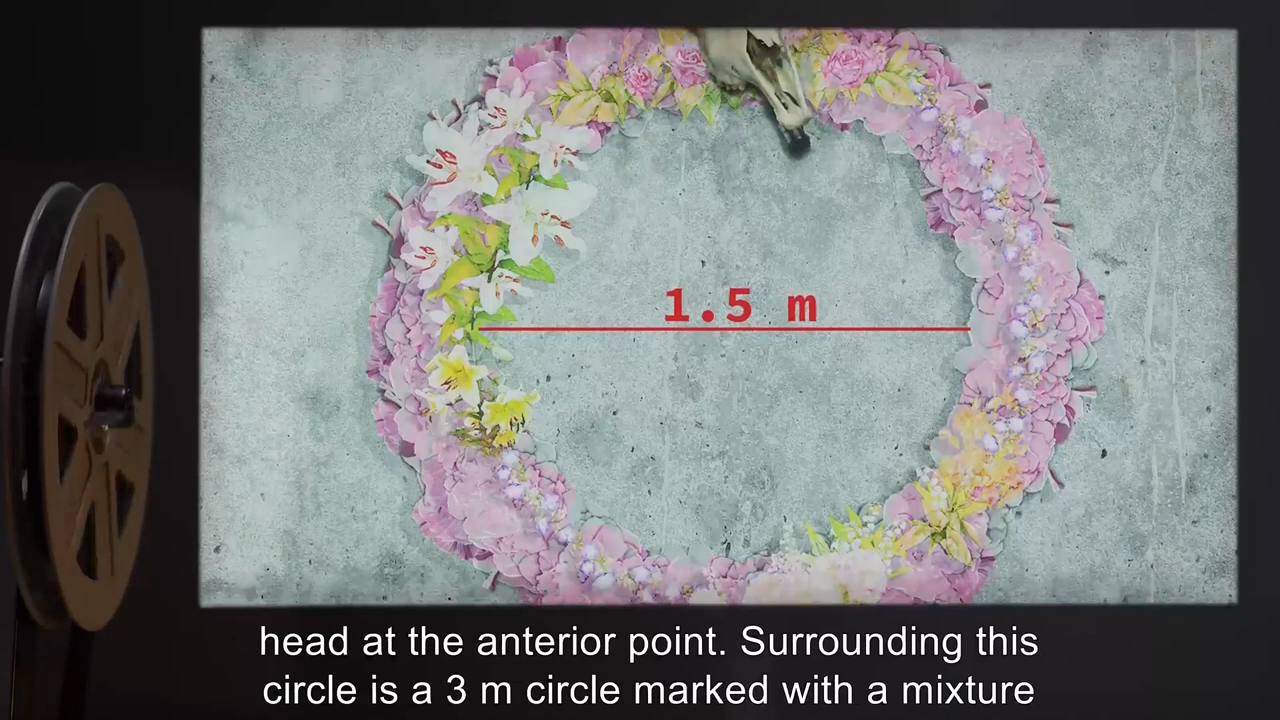 1.5 m
head at the anterior point. Surrounding this
circle is a 3 m circle marked with a mixture